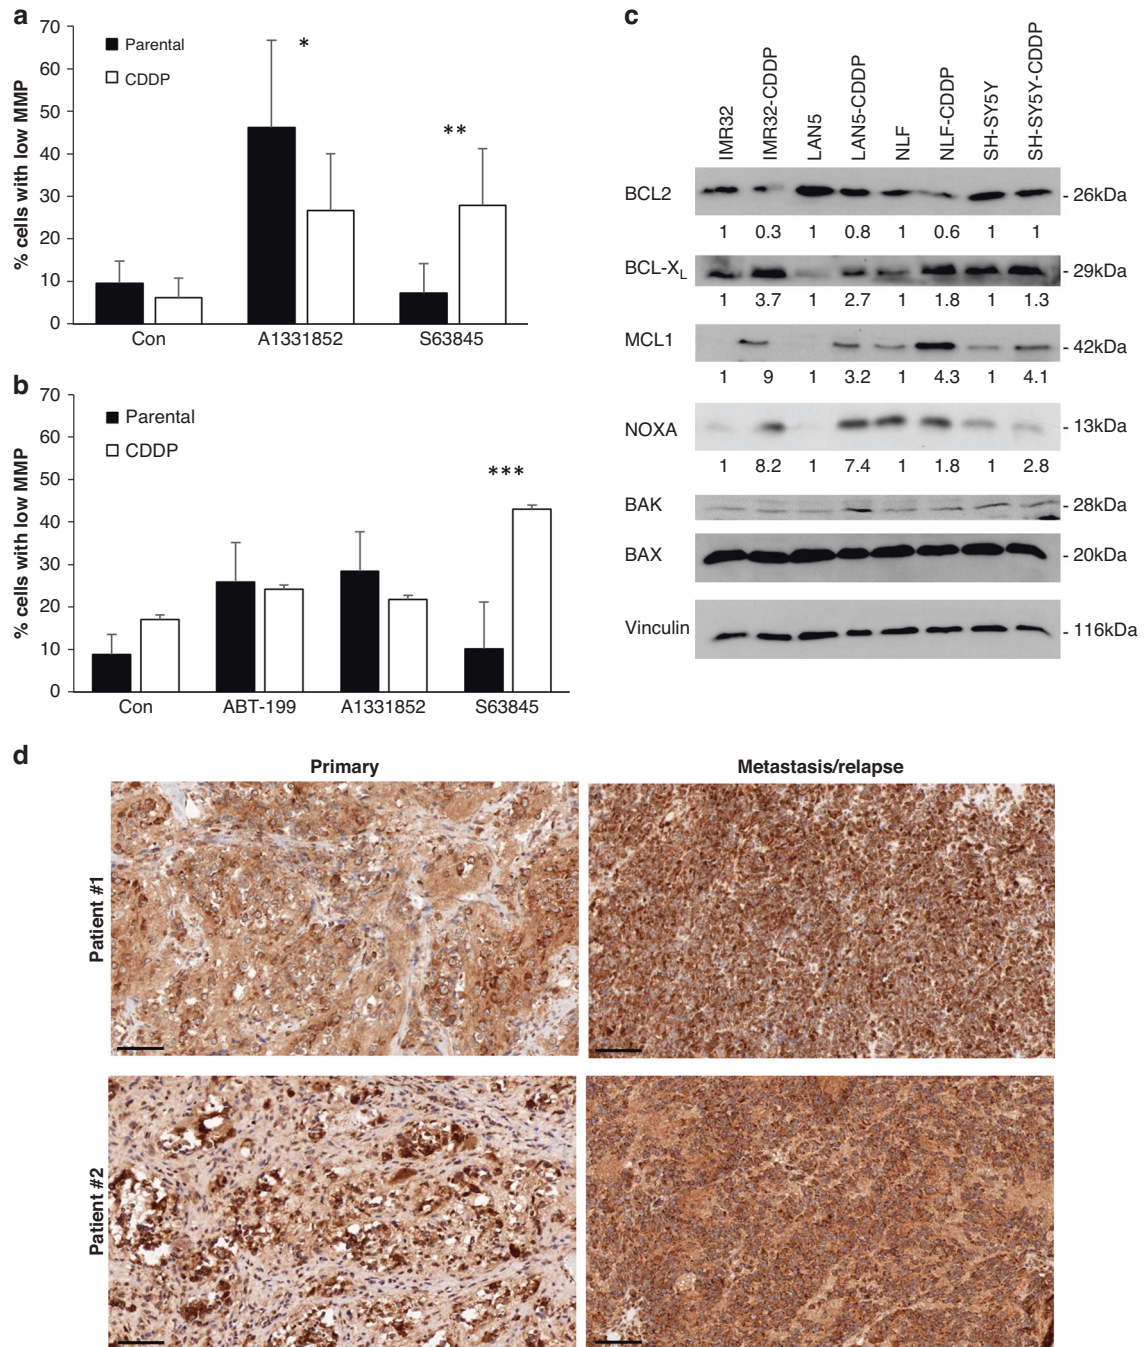 a
% cells with low MMP
70
60
50
40
30
20
10
0
Parental
CDDP
*
**
Con
A1331852
S63845
b
% cells with low MMP
70
60
50
40
30
20
10
0
Parental
CDDP
***
Con
ABT-199
A1331852
S63845
c
IMR32
IMR32-CDDP
LAN5
LAN5-CDDP
NLF
NLF-CDDP
SH-SY5Y
SH-SY5Y-CDDP
BCL2 - 26kDa
1 0.3 1 0.8 1 0.6 1 1
BCL-XL - 29kDa
1 3.7 1 2.7 1 1.8 1 1.3
MCL1 - 42kDa
1 9 1 3.2 1 4.3 1 4.1
NOXA - 13kDa
1 8.2 1 7.4 1 1.8 1 2.8
BAK - 28kDa
BAX - 20kDa
Vinculin - 116kDa
d
Primary
Metastasis/relapse
Patient #1
Patient #2